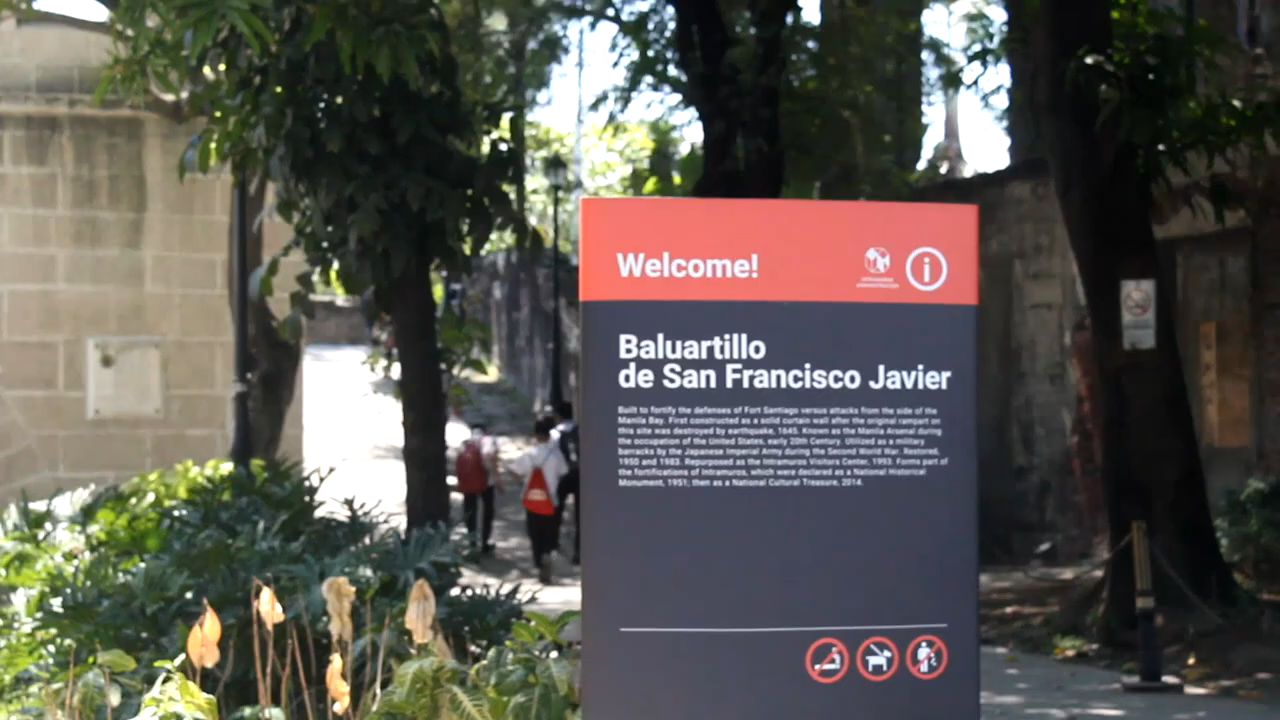 Welcome!
Baluartillo
de San Francisco Javier
Built to fortify the defenses of Fort Santiago versus attacks from the side of the
Manila Bay. First constructed as a solid curtain wall after the original rampart on
this site was destroyed by earthquake, 1645. Known as the Manila Arsenal during
the occupation of the United States, early 20th Century. Utilized as a military
barracks by the Japanese Imperial Army during the Second World War. Restored,
1950 and 1983. Repurposed as the Intramuros Visitors Center, 1993. Forms part of
the fortifications of Intramuros, which were declared as a National Historical
Monument, 1951; then as a National Cultural Treasure, 2014.